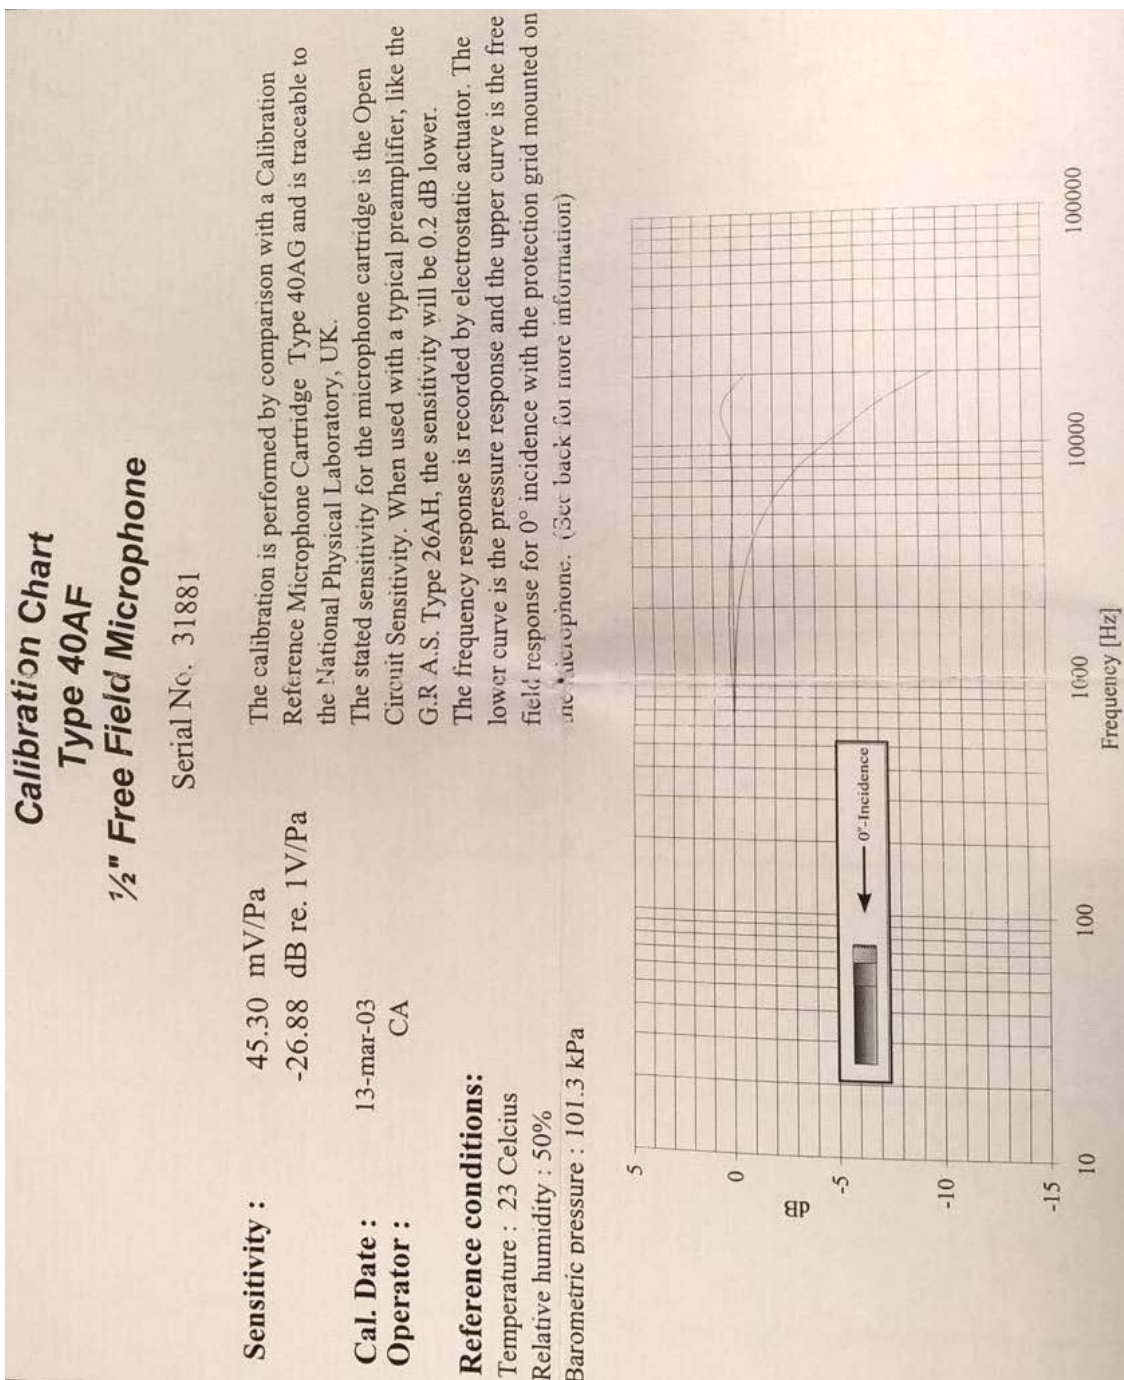 Calibration Chart
Type 40AF
½" Free Field Microphone
Serial No. 31881
Sensitivity : 45.30 mV/Pa
-26.88 dB re. 1V/Pa
Cal. Date : 13-mar-03
Operator : CA
Reference conditions:
Temperature : 23 Celcius
Relative humidity : 50%
Barometric pressure : 101.3 kPa
The calibration is performed by comparison with a Calibration
Reference Microphone Cartridge Type 40AG and is traceable to
the National Physical Laboratory, UK.
The stated sensitivity for the microphone cartridge is the Open
Circuit Sensitivity. When used with a typical preamplifier, like the
G.R A.S. Type 26AH, the sensitivity will be 0.2 dB lower.
The frequency response is recorded by electrostatic actuator. The
lower curve is the pressure response and the upper curve is the free
field response for 0° incidence with the protection grid mounted on
the microphone. (See back for more information)
5
0
-5
-10
-15
dB
0°-Incidence
10 100 1000 10000 100000
Frequency [Hz]